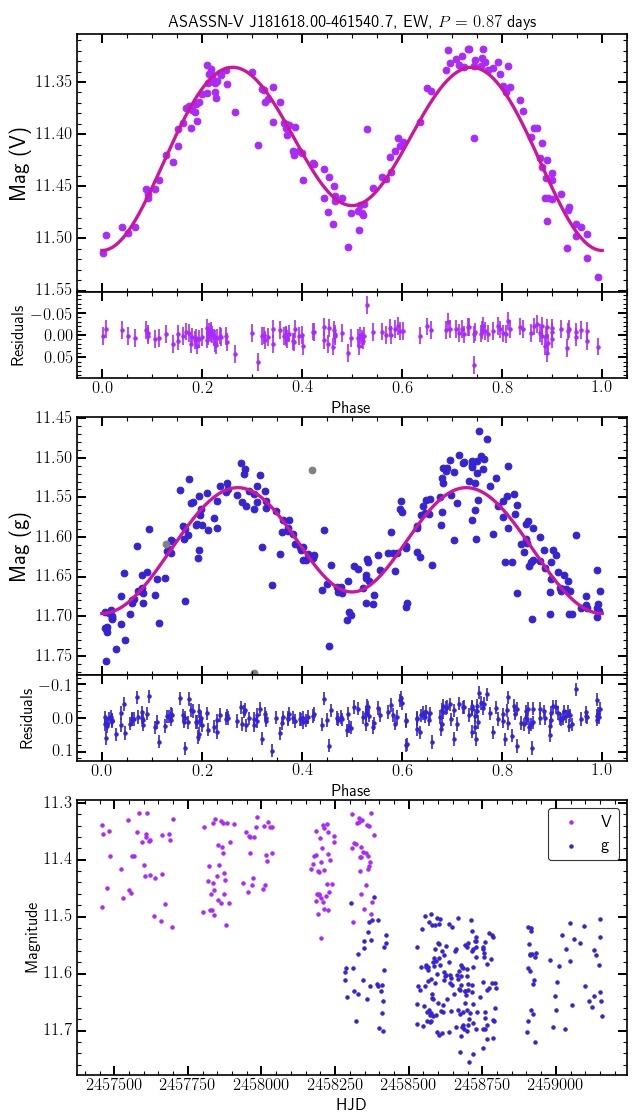 ASASSN-V J181618.00-461540.7, EW, P = 0.87 days
11.35
11.40
11.45
11.50
11.55
Mag (V)
−0.05
0.00
0.05
Residuals
0.0 0.2 0.4 0.6 0.8 1.0
Phase
11.45
11.50
11.55
11.60
11.65
11.70
11.75
Mag (g)
−0.1
0.0
0.1
Residuals
0.0 0.2 0.4 0.6 0.8 1.0
Phase
11.3
11.4
11.5
11.6
11.7
Magnitude
V
g
2457500 2457750 2458000 2458250 2458500 2458750 2459000
HJD